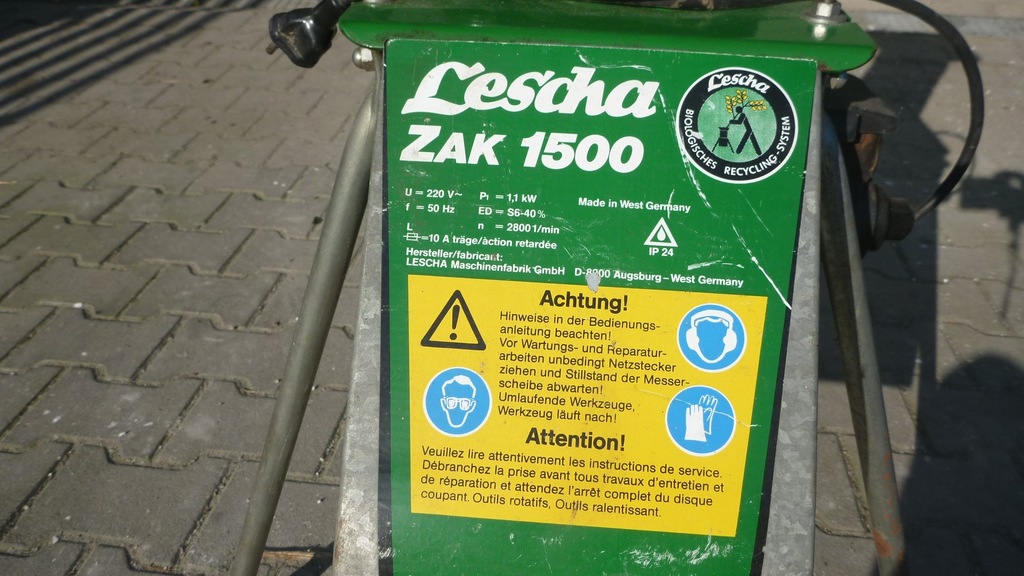 Lescha
ZAK 1500
Lescha
BIOLOGISCHES RECYCLING-SYSTEM
U = 220 V~ P1 = 1,1 kW
f = 50 Hz ED = S6-40%
n = 2800 1/min
L
=10 A träge/action retardée
Made in West Germany
IP 24
Hersteller/fabricant:
LESCHA Maschinenfabrik GmbH D-8900 Augsburg-West Germany
Achtung!
Hinweise in der Bedienungs-
anleitung beachten!
Vor Wartungs- und Reparatur-
arbeiten unbedingt Netzstecker
ziehen und Stillstand der Messer-
scheibe abwarten!
Umlaufende Werkzeuge,
Werkzeug läuft nach!
Attention!
Veuillez lire attentivement les instructions de service.
Débranchez la prise avant tous travaux d'entretien et
de réparation et attendez l'arrêt complet du disque
coupant. Outils rotatifs, Outils ralentissant.